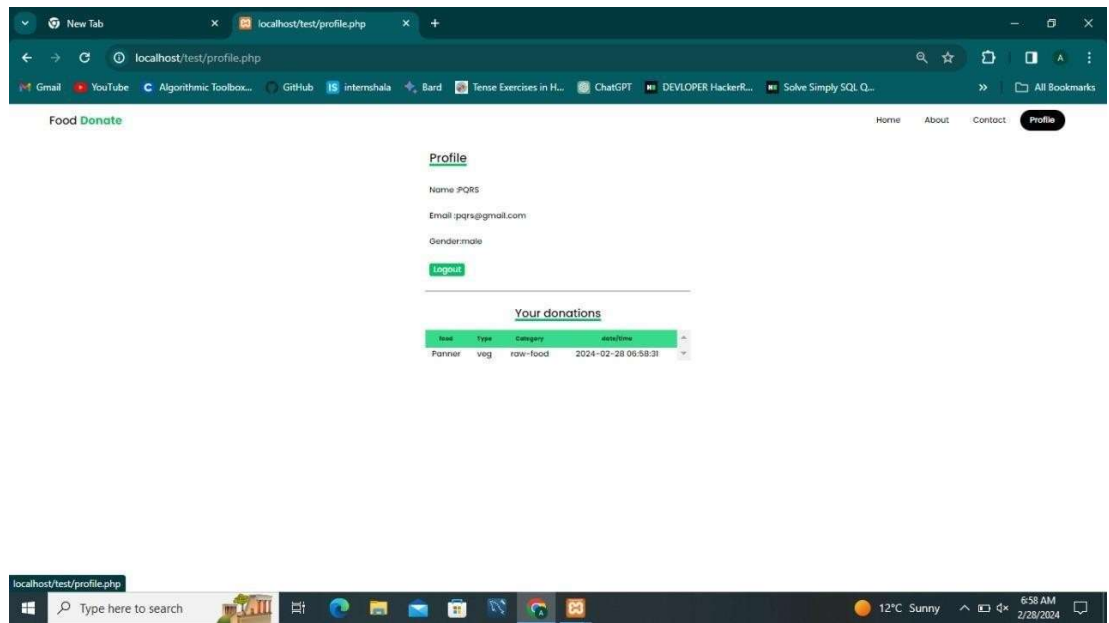 New Tab
localhost/test/profile.php
localhost/test/profile.php
Gmail YouTube Algorithmic Toolbox... GitHub internshala Bard Tense Exercises in H... ChatGPT DEVLOPER HackerR... Solve Simply SQL Q... » All Bookmarks
Food Donate
Home About Contact Profile
Profile
Name :PQRS
Email :pqrs@gmail.com
Gender:male
Logout
Your donations
food Type Category date/time
Panner veg raw-food 2024-02-28 06:58:31
localhost/test/profile.php
Type here to search
12°C Sunny
6:58 AM
2/28/2024